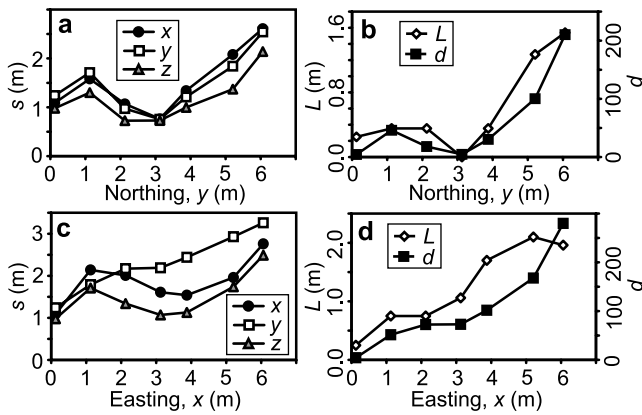 a
x
y
z
s (m)
2
1
0
0 1 2 3 4 5 6
Northing, y (m)
b
L
d
L (m)
1.6
0.8
0.0
d
200
100
0
0 1 2 3 4 5 6
Northing, y (m)
c
x
y
z
s (m)
3
2
1
0
0 1 2 3 4 5 6
Easting, x (m)
d
L
d
L (m)
2.0
1.0
0.0
d
200
100
0
0 1 2 3 4 5 6
Easting, x (m)